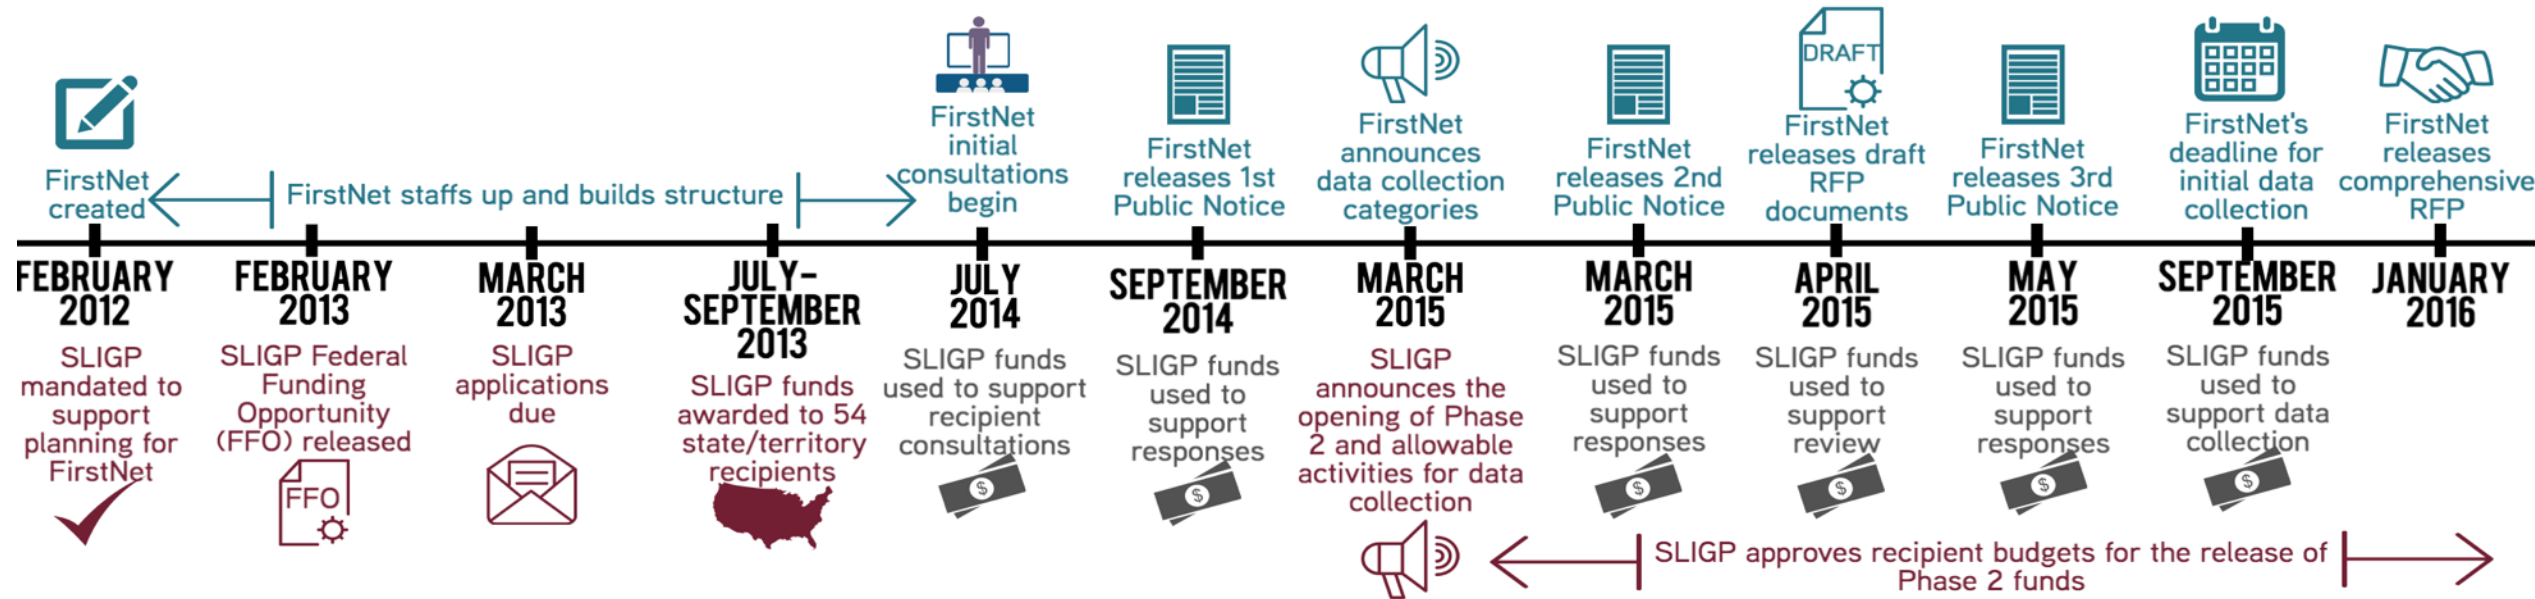 FirstNet
created
FirstNet staffs up and builds structure
FirstNet
initial
consultations
begin
FirstNet
releases 1st
Public Notice
FirstNet
announces
data collection
categories
FirstNet
releases 2nd
Public Notice
DRAFT
FirstNet
releases draft
RFP
documents
FirstNet
releases 3rd
Public Notice
FirstNet's
deadline for
initial data
collection
FirstNet
releases
comprehensive
RFP
FEBRUARY
2012
FEBRUARY
2013
MARCH
2013
JULY–
SEPTEMBER
2013
JULY
2014
SEPTEMBER
2014
MARCH
2015
MARCH
2015
APRIL
2015
MAY
2015
SEPTEMBER
2015
JANUARY
2016
SLIGP
mandated to
support
planning for
FirstNet
SLIGP Federal
Funding
Opportunity
(FFO) released
FFO
SLIGP
applications
due
SLIGP funds
awarded to 54
state/territory
recipients
SLIGP funds
used to support
recipient
consultations
$
SLIGP funds
used to
support
responses
$
SLIGP
announces the
opening of Phase
2 and allowable
activities for data
collection
SLIGP funds
used to
support
responses
$
SLIGP funds
used to
support
review
$
SLIGP funds
used to
support
responses
$
SLIGP funds
used to
support data
collection
$
SLIGP approves recipient budgets for the release of
Phase 2 funds